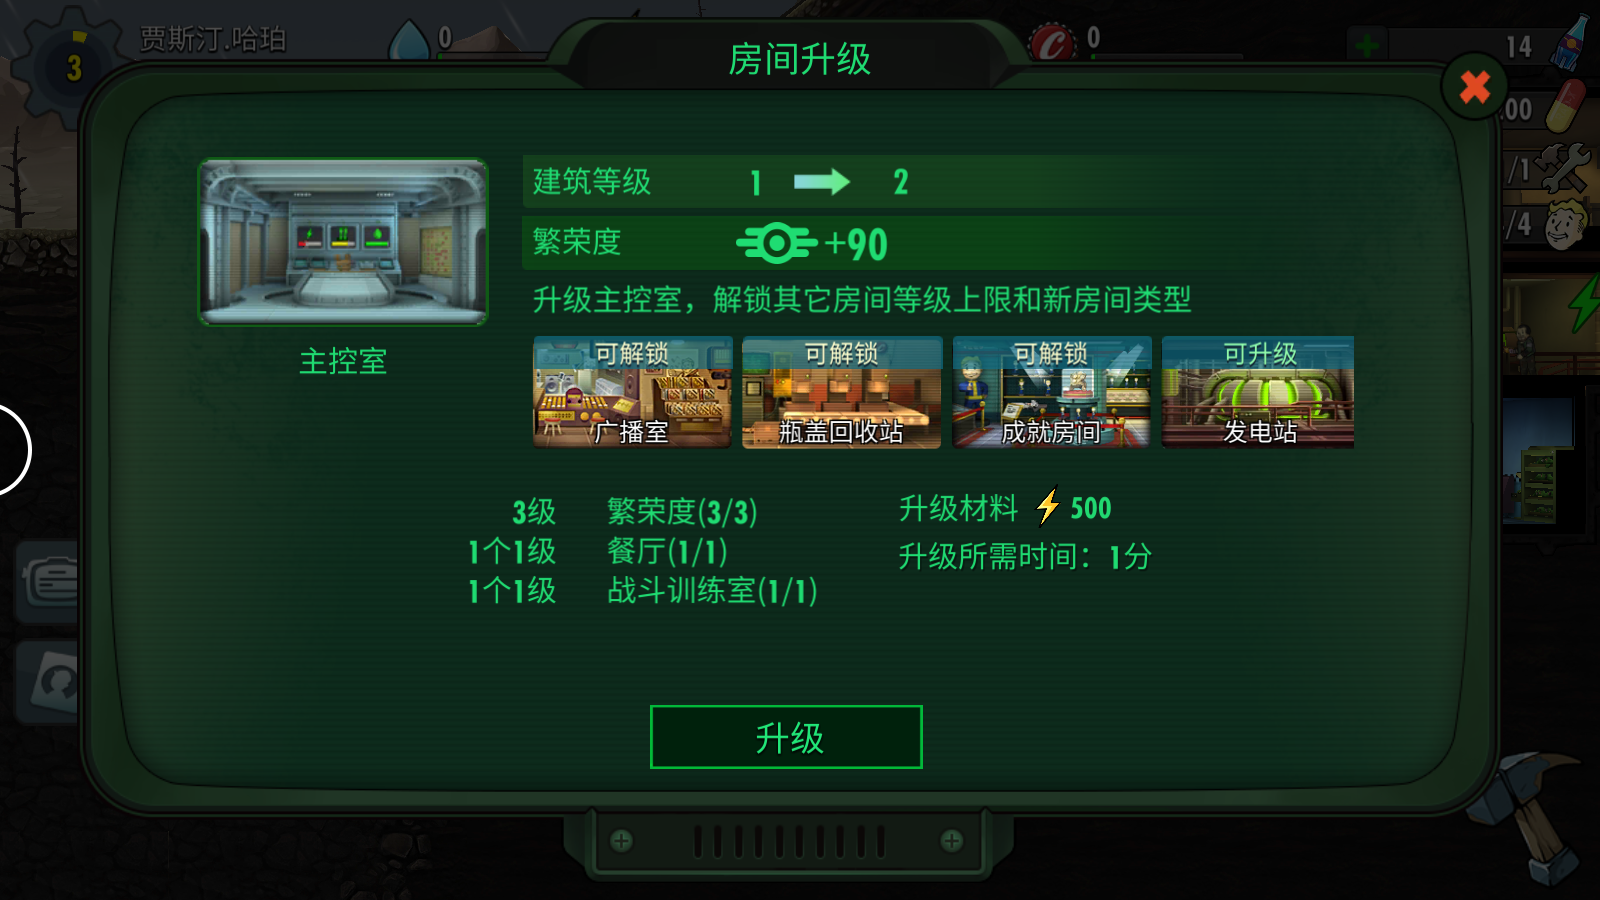 3
贾斯汀.哈珀
0
房间升级
0
14
00
/1
/4
建筑等级 1 2
繁荣度 +90
升级主控室，解锁其它房间等级上限和新房间类型
主控室
可解锁 可解锁 可解锁 可升级
广播室 瓶盖回收站 成就房间 发电站
3级 繁荣度(3/3)
1个1级 餐厅(1/1)
1个1级 战斗训练室(1/1)
升级材料 500
升级所需时间：1分
升级